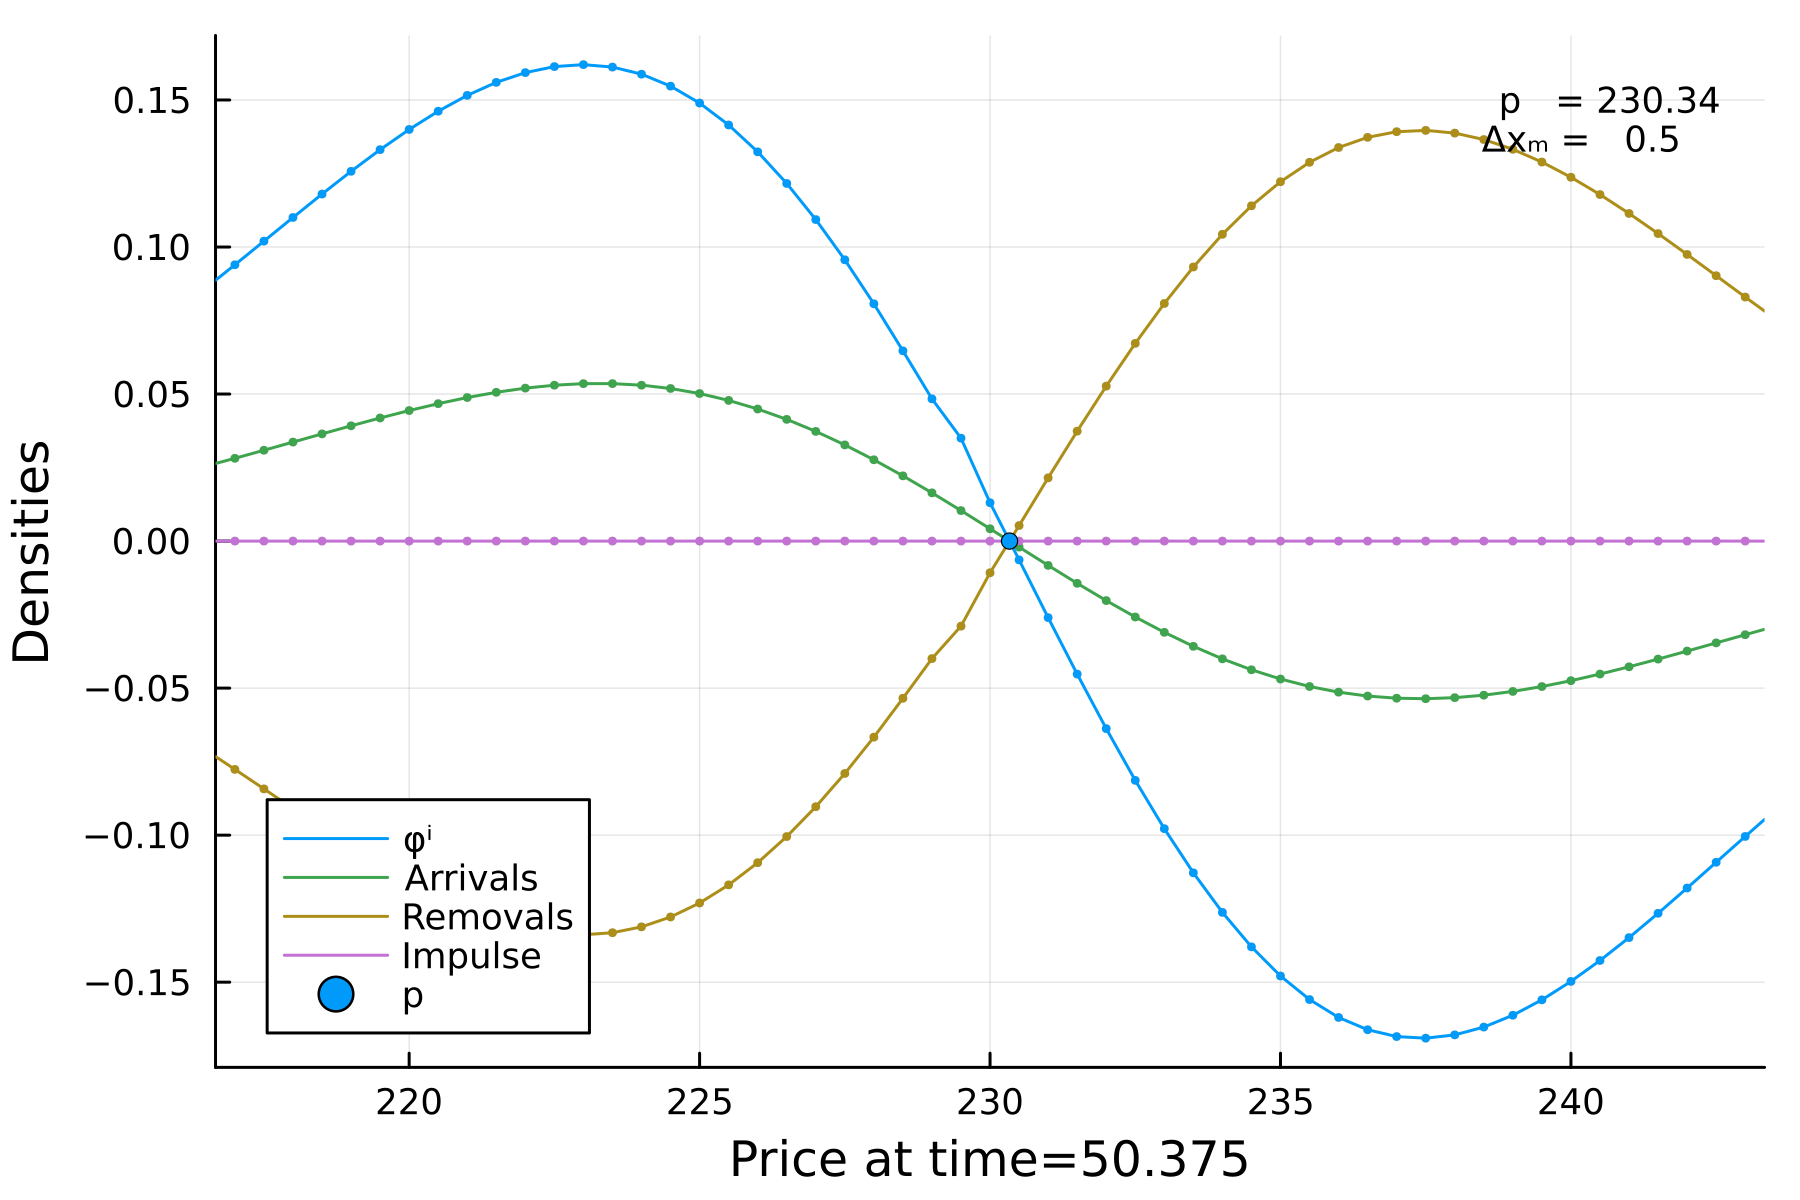 0.15
0.10
0.05
0.00
−0.05
−0.10
−0.15
Densities
p = 230.34
Δxₘ = 0.5
φⁱ
Arrivals
Removals
Impulse
p
220 225 230 235 240
Price at time=50.375